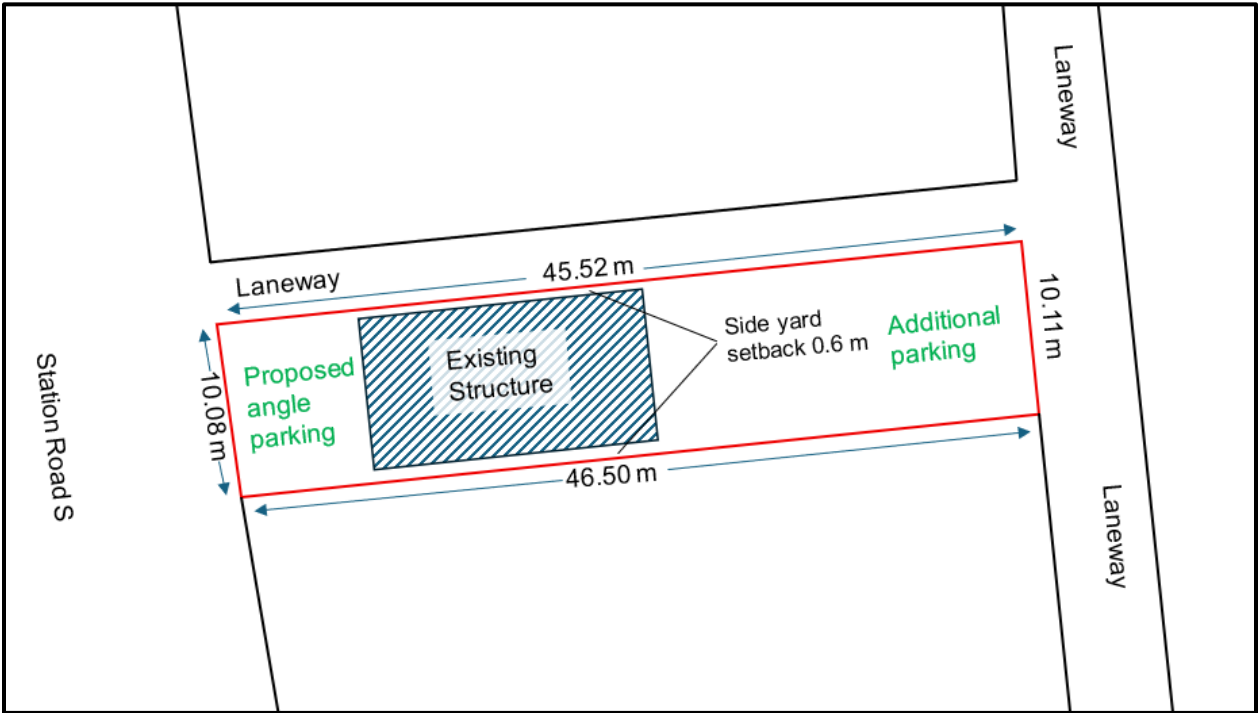 Laneway
Laneway
45.52 m
10.11 m
Side yard
setback 0.6 m
Additional
parking
Existing
Structure
Proposed
angle
parking
10.08 m
Station Road S
46.50 m
Laneway